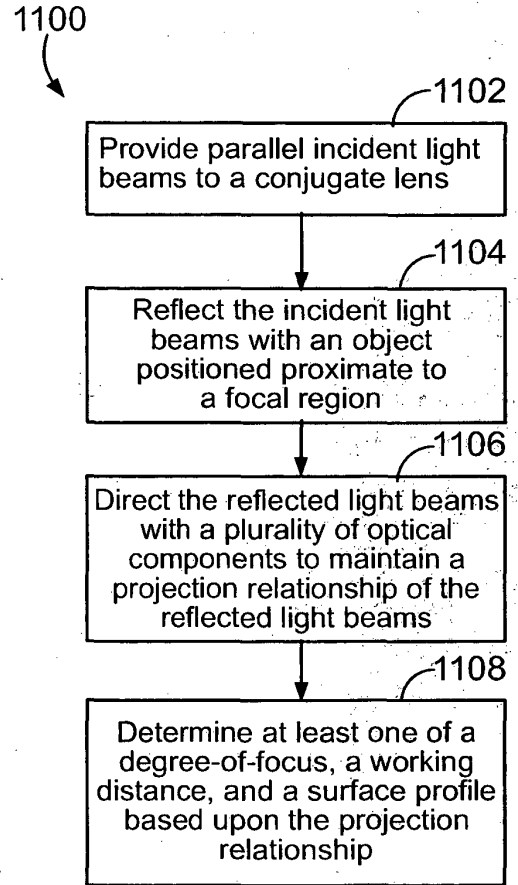 1100
1102
Provide parallel incident light
beams to a conjugate lens
1104
Reflect the incident light
beams with an object
positioned proximate to
a focal region
1106
Direct the reflected light beams
with a plurality of optical
components to maintain a
projection relationship of the
reflected light beams
1108
Determine at least one of a
degree-of-focus, a working
distance, and a surface profile
based upon the projection
relationship